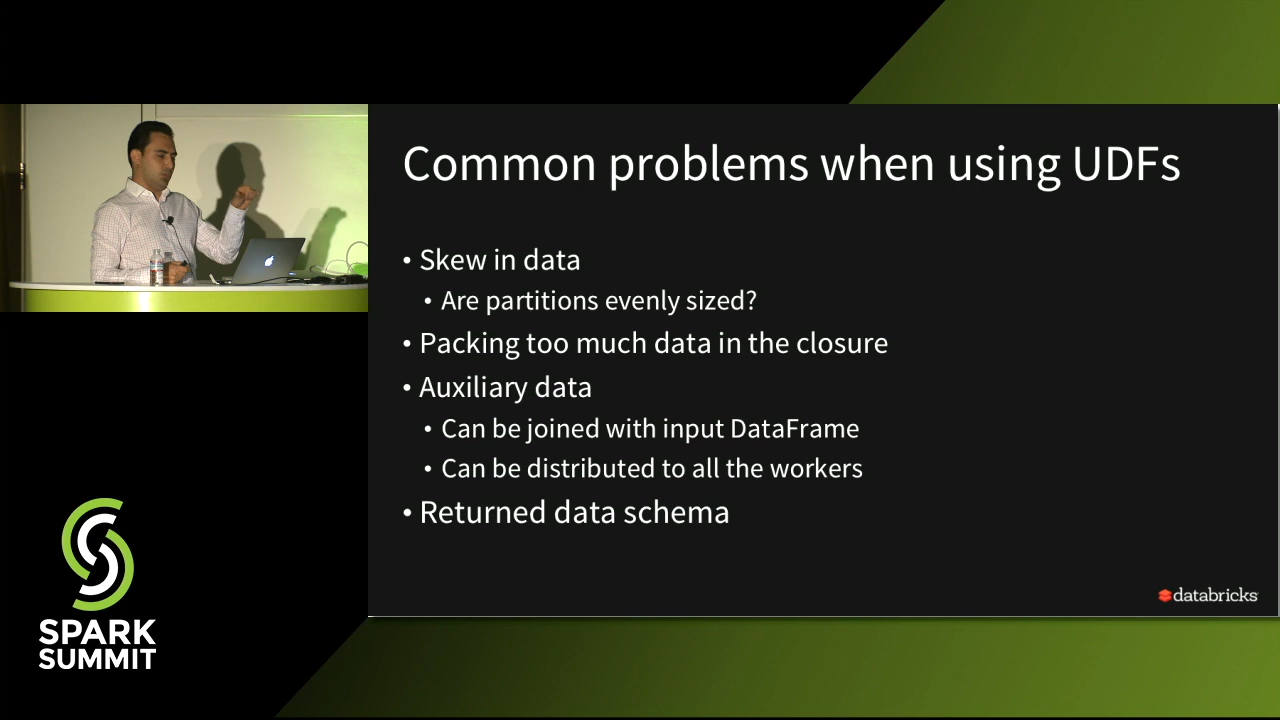 Common problems when using UDFs
• Skew in data
• Are partitions evenly sized?
• Packing too much data in the closure
• Auxiliary data
• Can be joined with input DataFrame
• Can be distributed to all the workers
• Returned data schema
databricks
SPARK
SUMMIT